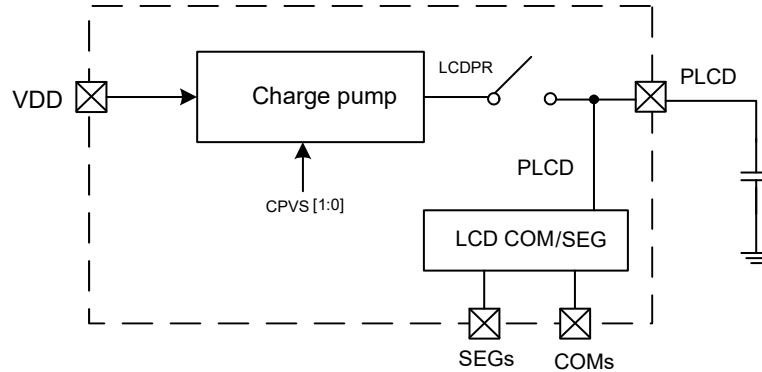 LCDPR
PLCD
VDD
Charge pump
PLCD
CPVS [1:0]
LCD COM/SEG
SEGs
COMs